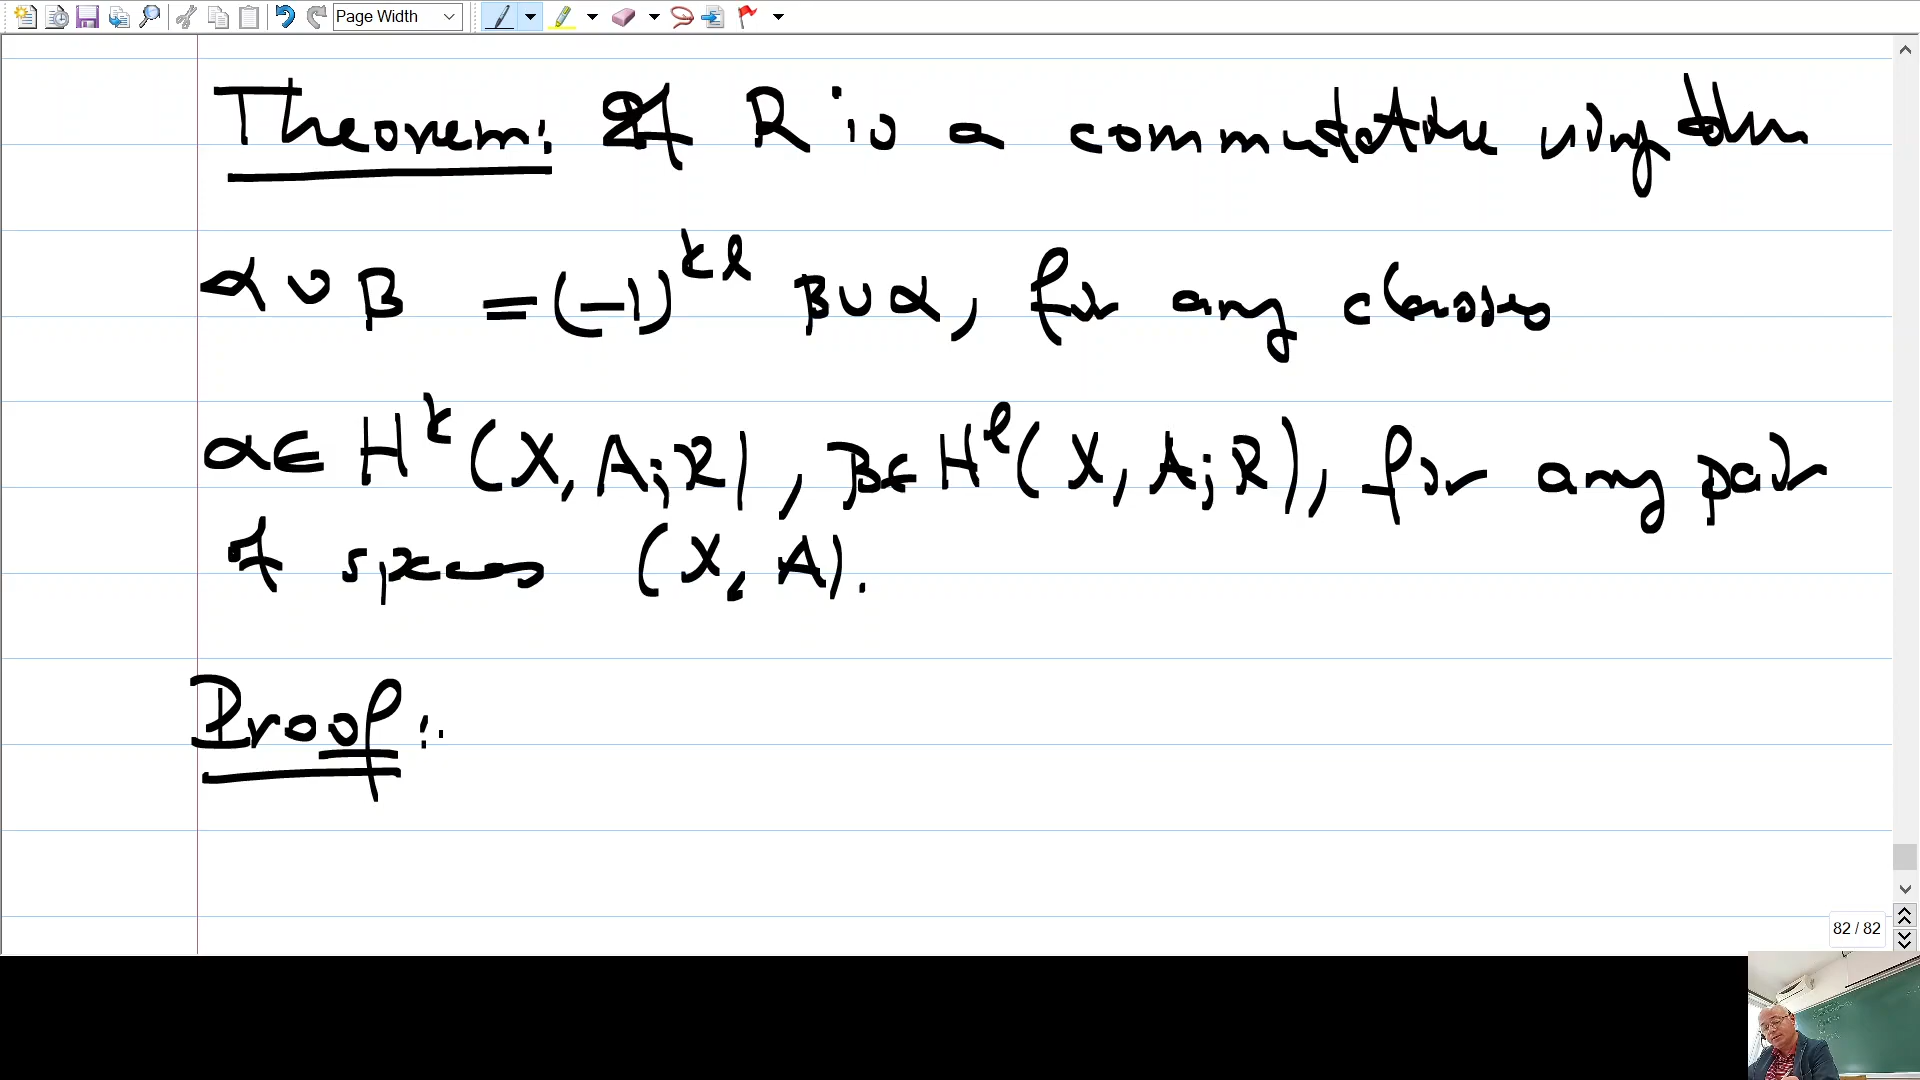 Page Width
Theorem: If R is a commutative ring then
α ∪ β = (-1)^{kl} β ∪ α, for any classes
α ∈ H^k (X, A; R), β ∈ H^l (X, A; R), for any pair
of spaces (X, A).
Proof:
82 / 82